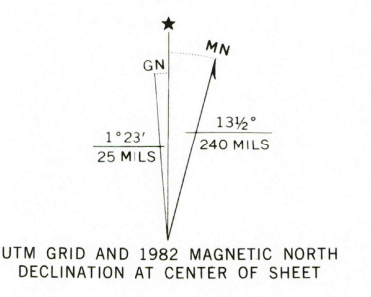 ★
MN
GN
1°23′
25 MILS
13½°
240 MILS
UTM GRID AND 1982 MAGNETIC NORTH
DECLINATION AT CENTER OF SHEET